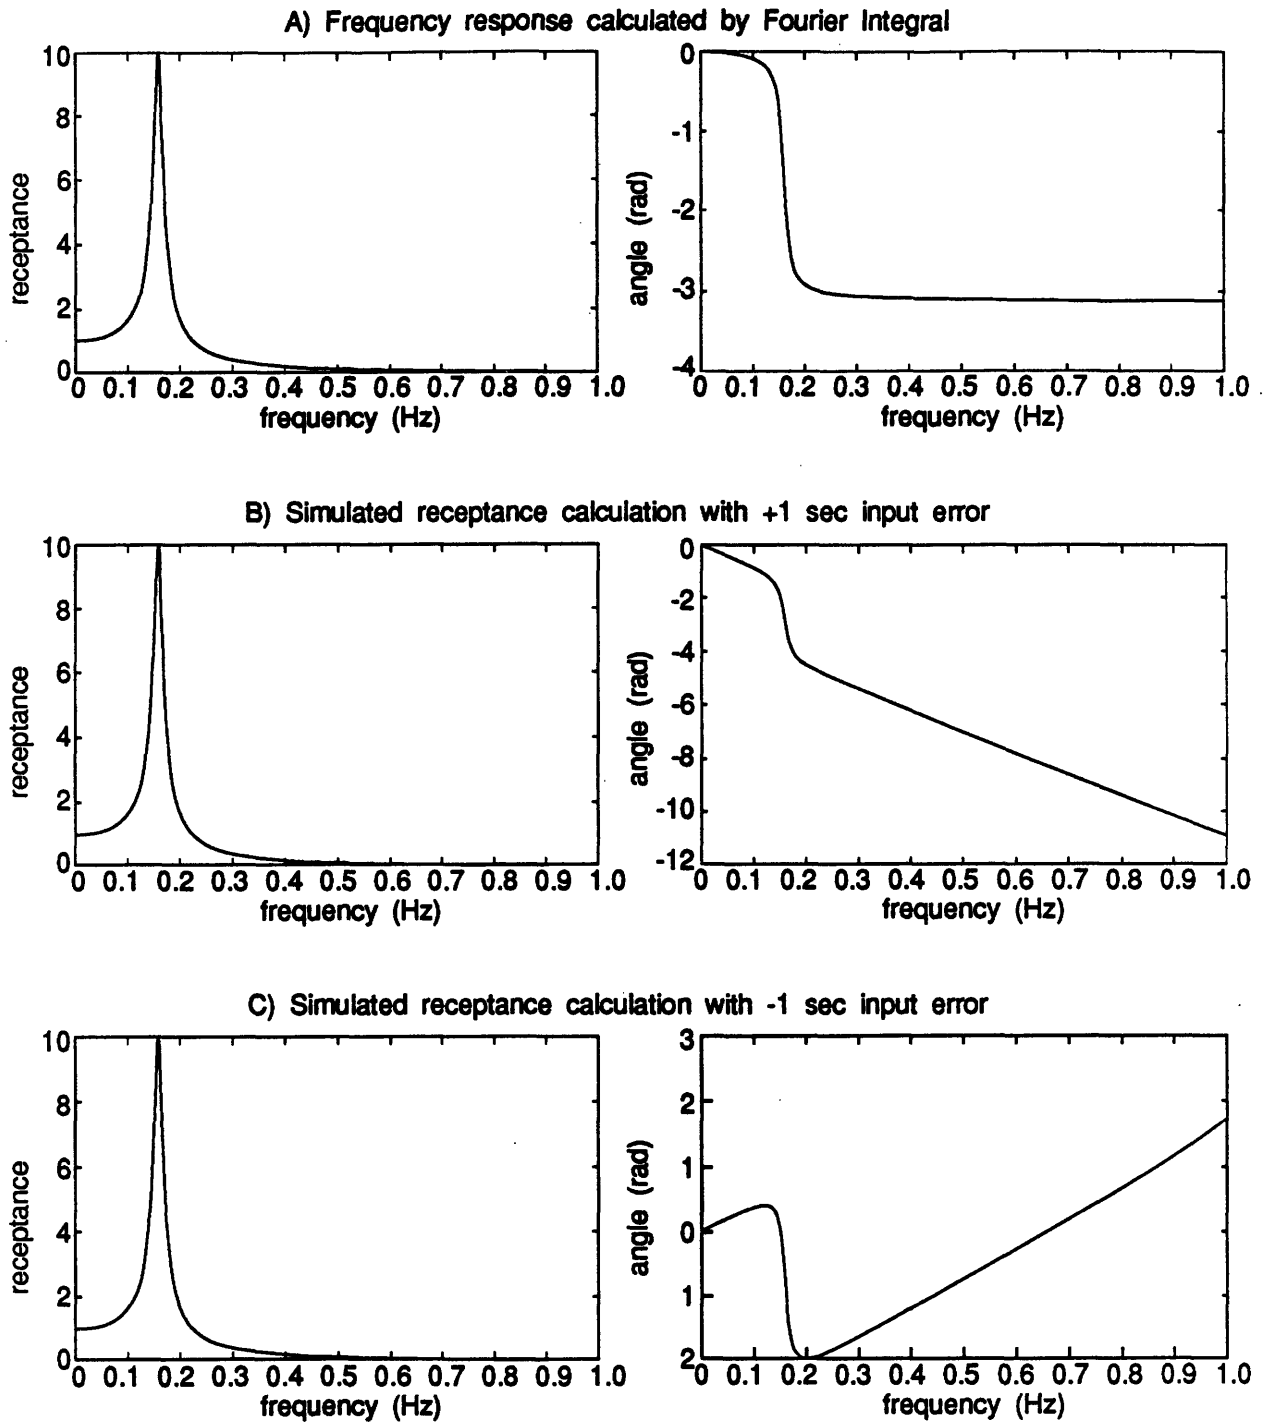 A) Frequency response calculated by Fourier Integral
receptance
10
8
6
4
2
0
0 0.1 0.2 0.3 0.4 0.5 0.6 0.7 0.8 0.9 1.0
frequency (Hz)
angle (rad)
0
-1
-2
-3
-4
0 0.1 0.2 0.3 0.4 0.5 0.6 0.7 0.8 0.9 1.0
frequency (Hz)
B) Simulated receptance calculation with +1 sec input error
receptance
10
8
6
4
2
0
0 0.1 0.2 0.3 0.4 0.5 0.6 0.7 0.8 0.9 1.0
frequency (Hz)
angle (rad)
0
-2
-4
-6
-8
-10
-12
0 0.1 0.2 0.3 0.4 0.5 0.6 0.7 0.8 0.9 1.0
frequency (Hz)
C) Simulated receptance calculation with -1 sec input error
receptance
10
8
6
4
2
0
0 0.1 0.2 0.3 0.4 0.5 0.6 0.7 0.8 0.9 1.0
frequency (Hz)
angle (rad)
3
2
1
0
1
2
0 0.1 0.2 0.3 0.4 0.5 0.6 0.7 0.8 0.9 1.0
frequency (Hz)